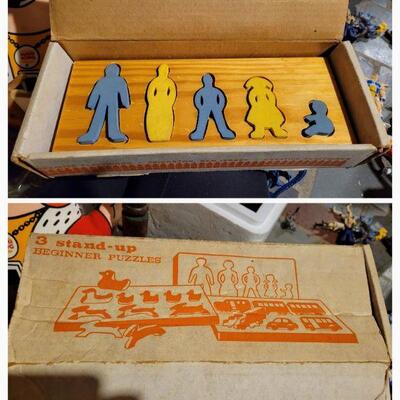 3 stand-up
BEGINNER PUZZLES